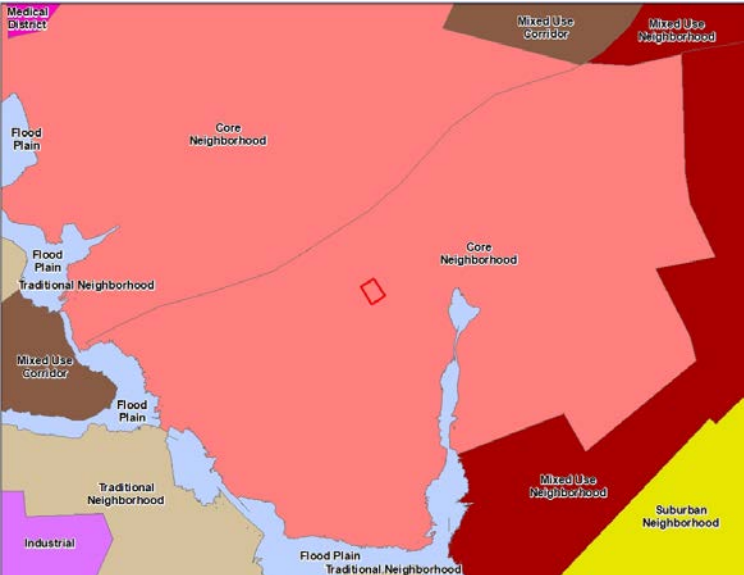 Medical
District
Mixed Use
Corridor
Mixed Use
Neighborhood
Flood
Plain
Core
Neighborhood
Core
Neighborhood
Flood
Plain
Traditional Neighborhood
Mixed Use
Corridor
Flood
Plain
Traditional
Neighborhood
Mixed Use
Neighborhood
Suburban
Neighborhood
Industrial
Flood Plain
Traditional Neighborhood